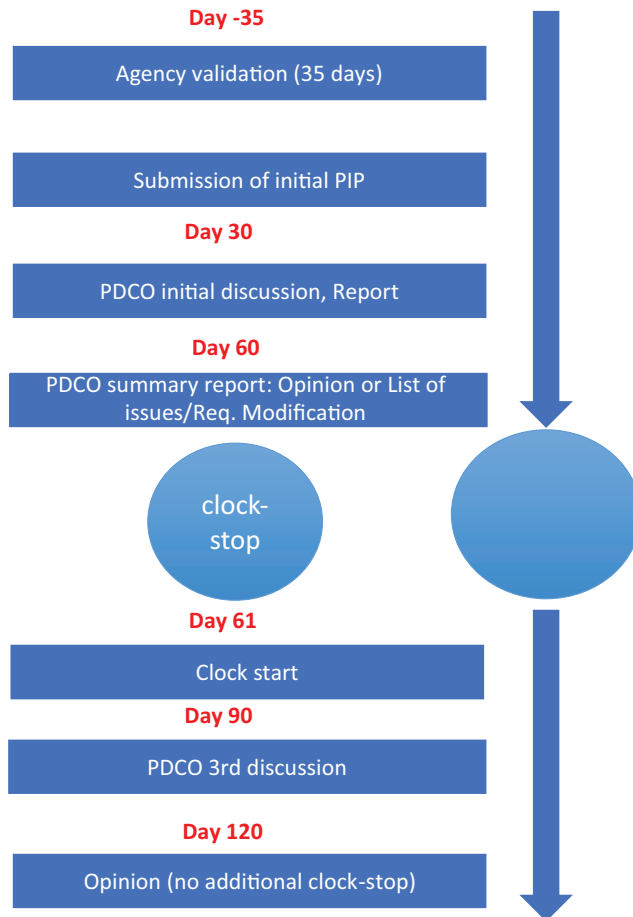 Day -35
Agency validation (35 days)
Submission of initial PIP
Day 30
PDCO initial discussion, Report
Day 60
PDCO summary report: Opinion or List of
issues/Req. Modification
clock-
stop
Day 61
Clock start
Day 90
PDCO 3rd discussion
Day 120
Opinion (no additional clock-stop)